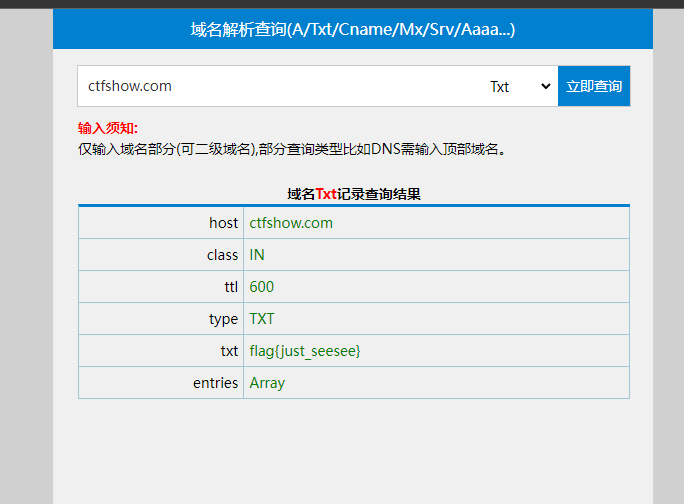 域名解析查询(A/Txt/Cname/Mx/Srv/Aaaa...)
ctfshow.com Txt 立即查询
输入须知:
仅输入域名部分(可二级域名),部分查询类型比如DNS需输入顶部域名。
域名Txt记录查询结果
host ctfshow.com
class IN
ttl 600
type TXT
txt flag{just_seesee}
entries Array